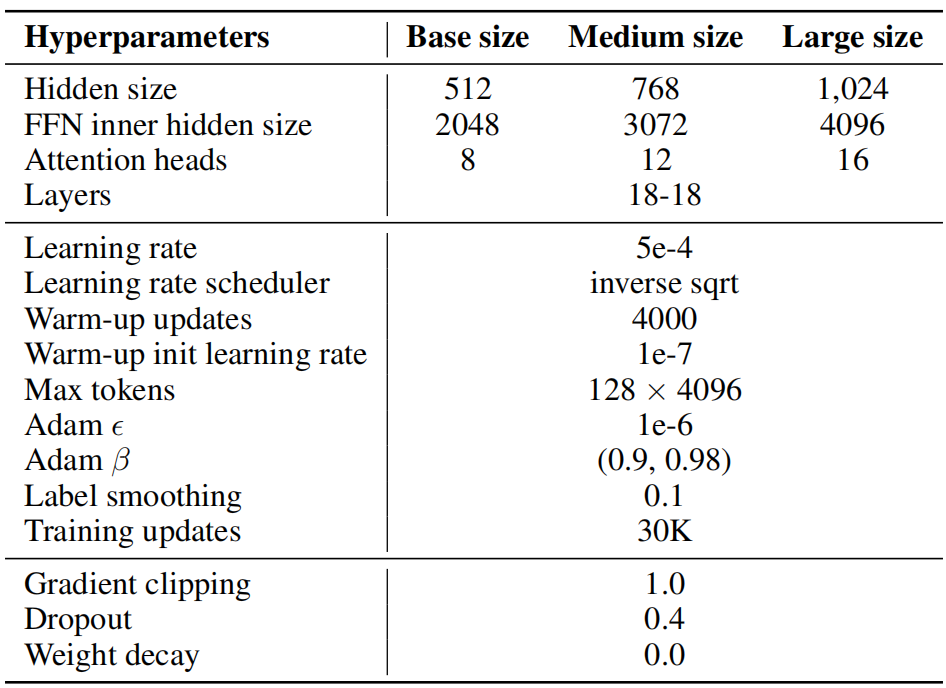 Hyperparameters Base size Medium size Large size
Hidden size 512 768 1,024
FFN inner hidden size 2048 3072 4096
Attention heads 8 12 16
Layers 18-18
Learning rate 5e-4
Learning rate scheduler inverse sqrt
Warm-up updates 4000
Warm-up init learning rate 1e-7
Max tokens 128 × 4096
Adam ϵ 1e-6
Adam β (0.9, 0.98)
Label smoothing 0.1
Training updates 30K
Gradient clipping 1.0
Dropout 0.4
Weight decay 0.0